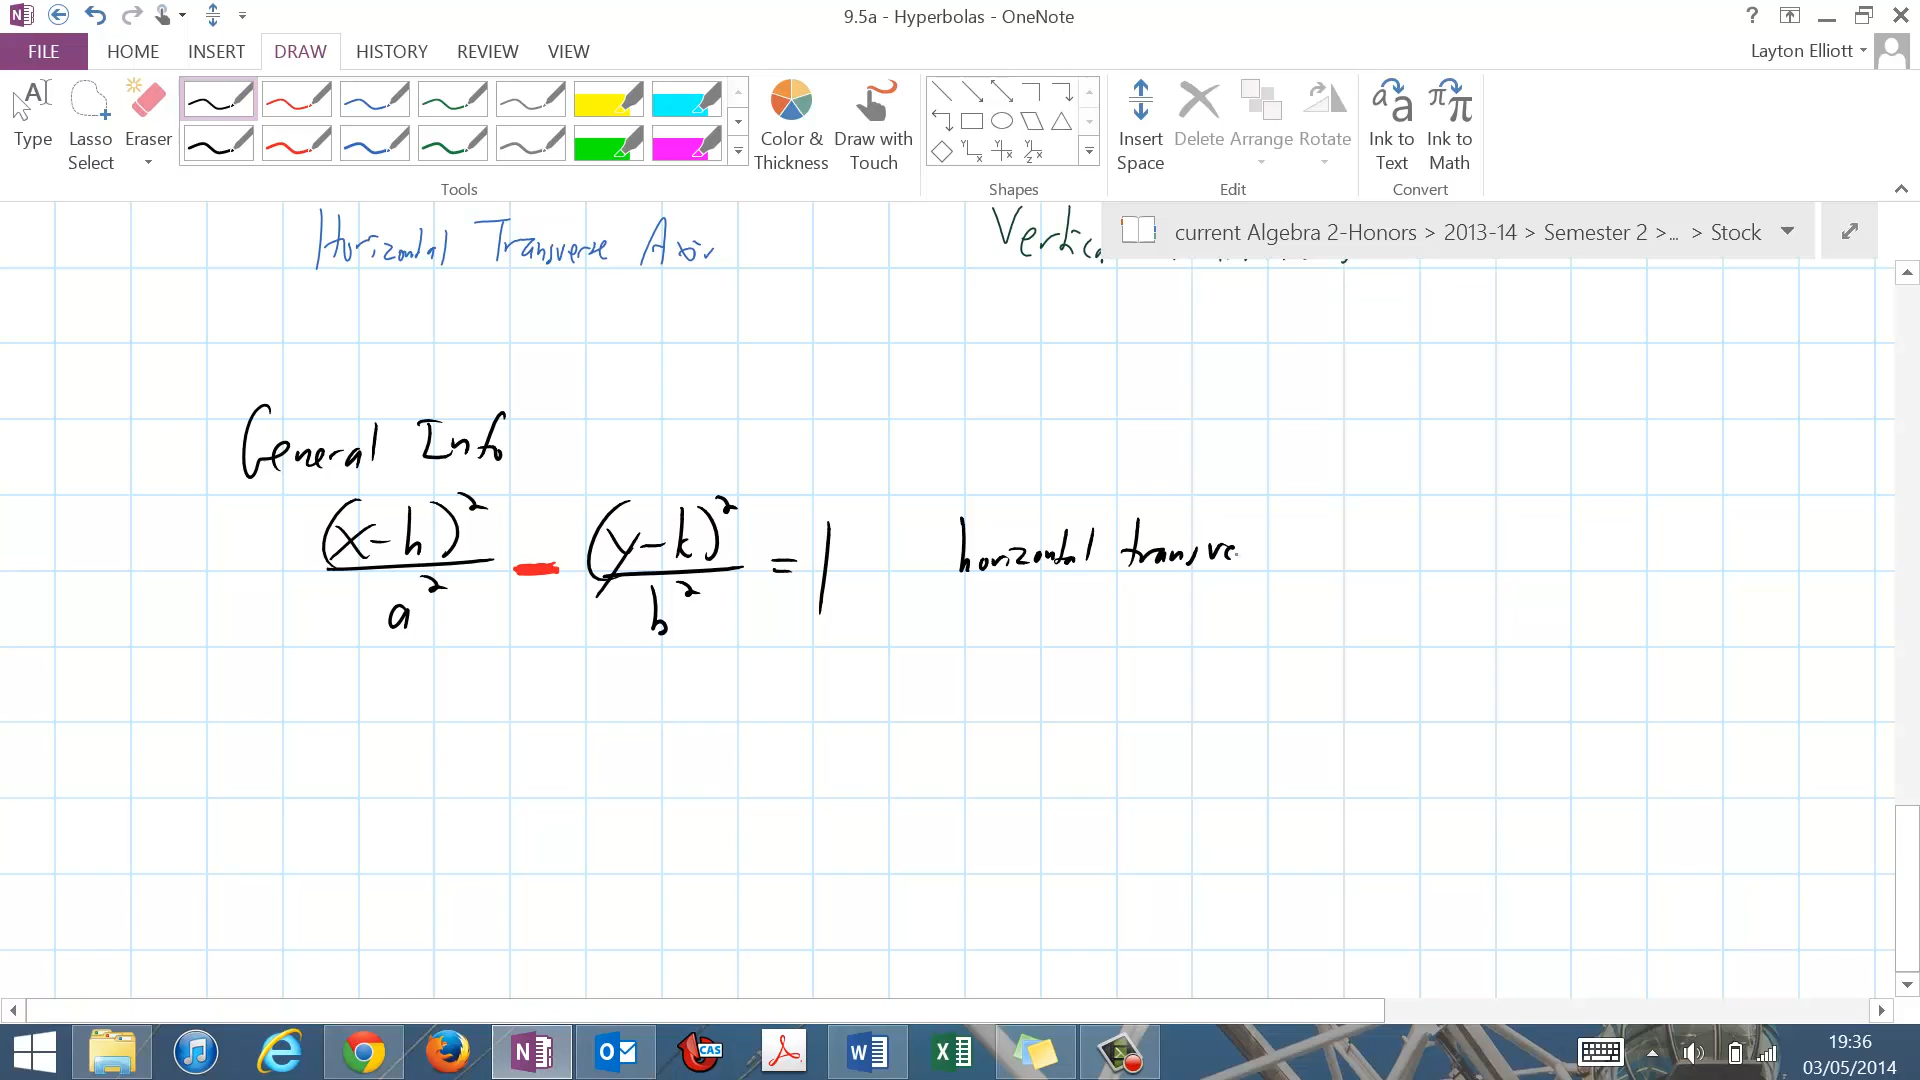 9.5a - Hyperbolas - OneNote
FILE HOME INSERT DRAW HISTORY REVIEW VIEW
Layton Elliott
Type
Lasso Select
Eraser
Color & Thickness
Draw with Touch
Insert Space
Delete Arrange Rotate
Ink to Text
Ink to Math
Tools Shapes Edit Convert
Horizontal Transverse Axis
current Algebra 2-Honors > 2013-14 > Semester 2 >... > Stock
General Info
(x-h)²/a² - (y-k)²/b² = 1 horizontal transve
CAS
19:36
03/05/2014